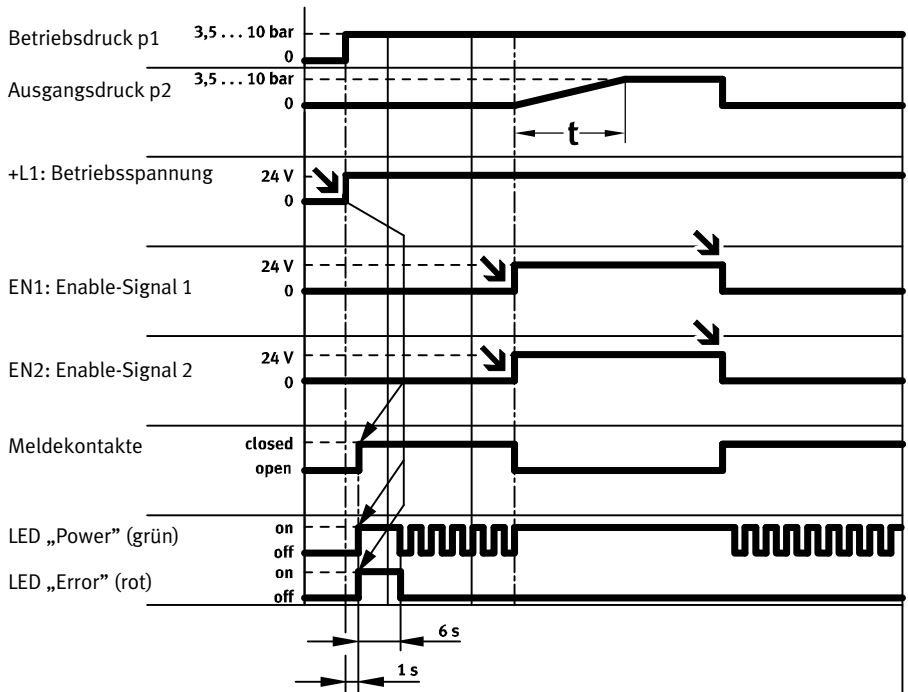 Betriebsdruck p1
3,5 . . . 10 bar
0
Ausgangsdruck p2
3,5 . . . 10 bar
0
t
+L1: Betriebsspannung
24 V
0
EN1: Enable-Signal 1
24 V
0
EN2: Enable-Signal 2
24 V
0
Meldekontakte
closed
open
LED „Power” (grün)
on
off
LED „Error” (rot)
on
off
6 s
1 s